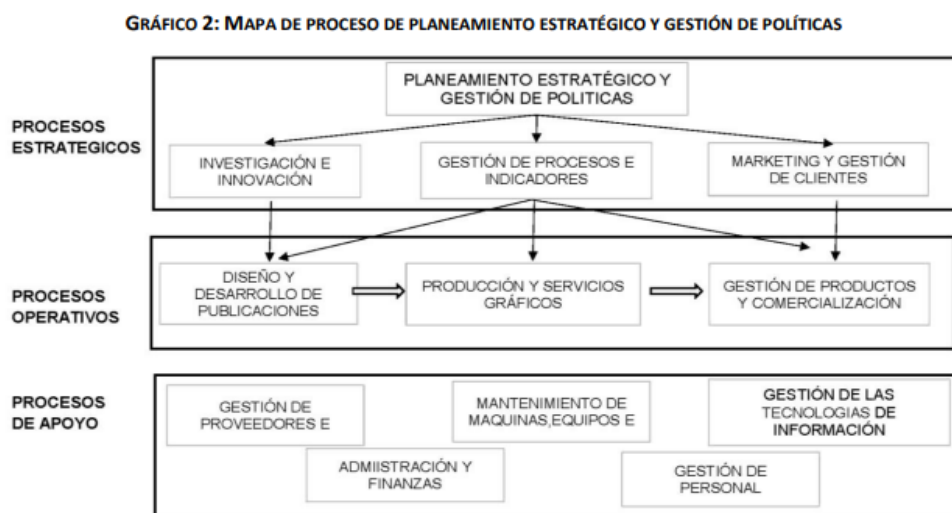 GRÁFICO 2: MAPA DE PROCESO DE PLANEAMIENTO ESTRATÉGICO Y GESTIÓN DE POLÍTICAS
PLANEAMIENTO ESTRATÉGICO Y
GESTIÓN DE POLITICAS
PROCESOS
ESTRATEGICOS
INVESTIGACIÓN E
INNOVACIÓN
GESTIÓN DE PROCESOS E
INDICADORES
MARKETING Y GESTIÓN
DE CLIENTES
PROCESOS
OPERATIVOS
DISEÑO Y
DESARROLLO DE
PUBLICACIONES
PRODUCCIÓN Y SERVICIOS
GRÁFICOS
GESTIÓN DE PRODUCTOS
Y COMERCIALIZACIÓN
PROCESOS
DE APOYO
GESTIÓN DE
PROVEEDORES E
MANTENIMIENTO DE
MAQUINAS,EQUIPOS E
GESTIÓN DE LAS
TECNOLOGIAS DE
INFORMACIÓN
ADMIISTRACIÓN Y
FINANZAS
GESTIÓN DE
PERSONAL